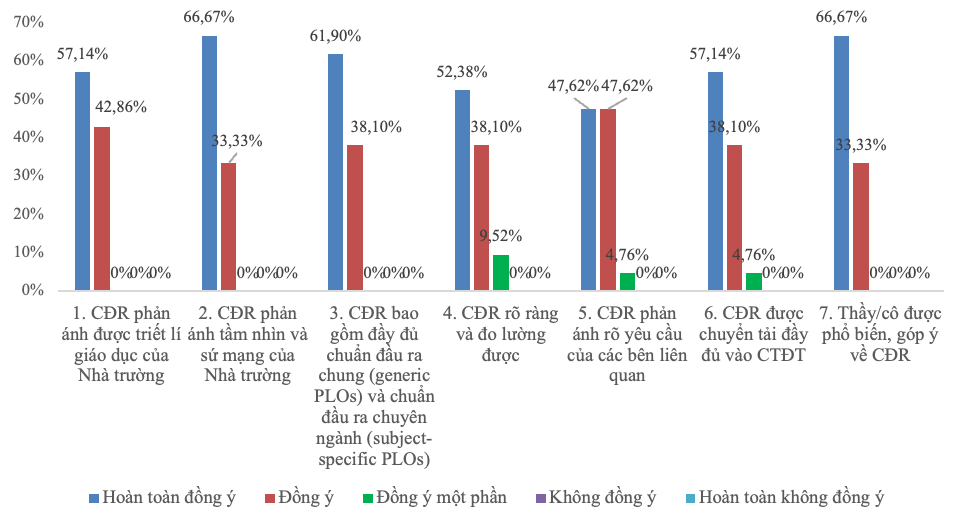 70%
60%
50%
40%
30%
20%
10%
0%
57,14%
42,86%
0%0%0%
66,67%
33,33%
0%0%0%
61,90%
38,10%
0%0%0%
52,38%
38,10%
9,52%
0%0%
47,62%
47,62%
4,76%
0%0%
57,14%
38,10%
4,76%
0%0%
66,67%
33,33%
0%0%0%
1. CĐR phản
ánh được triết lí
giáo dục của
Nhà trường
2. CĐR phản
ánh tầm nhìn và
sứ mạng của
Nhà trường
3. CĐR bao
gồm đầy đủ
chuẩn đầu ra
chung (generic
PLOs) và chuẩn
đầu ra chuyên
ngành (subject-
specific PLOs)
4. CĐR rõ ràng
và đo lường
được
5. CĐR phản
ánh rõ yêu cầu
của các bên liên
quan
6. CĐR được
chuyển tải đầy
đủ vào CTĐT
7. Thầy/cô được
phổ biến, góp ý
về CĐR
Hoàn toàn đồng ý
Đồng ý
Đồng ý một phần
Không đồng ý
Hoàn toàn không đồng ý